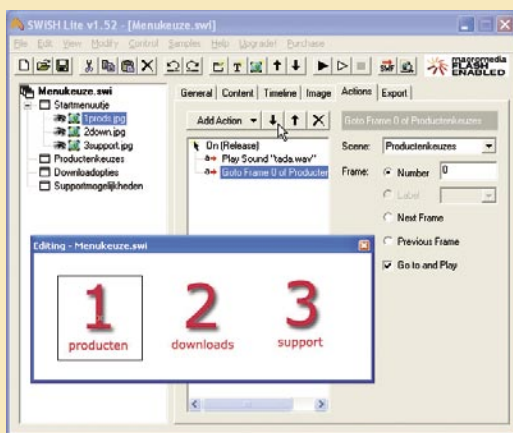 SWiSH Lite v1.52 - [Menukeuze.swi]
File Edit View Modify Control Samples Help Upgrade! Purchase
macromedia
FLASH
ENABLED
Menukeuze.swi
Startmenuutje
1prods.jpg
2down.jpg
3support.jpg
Productenkeuzes
Downloadopties
Supportmogelijkheden
General Content Timeline Image Actions Export
Add Action
Goto Frame 0 of Productenkeuzes
On (Release)
Play Sound "tada.wav"
Goto Frame 0 of Producter
Scene: Productenkeuzes
Frame: Number 0
Label
Next Frame
Previous Frame
Go to and Play
Editing - Menukeuze.swi
1 2 3
producten downloads support